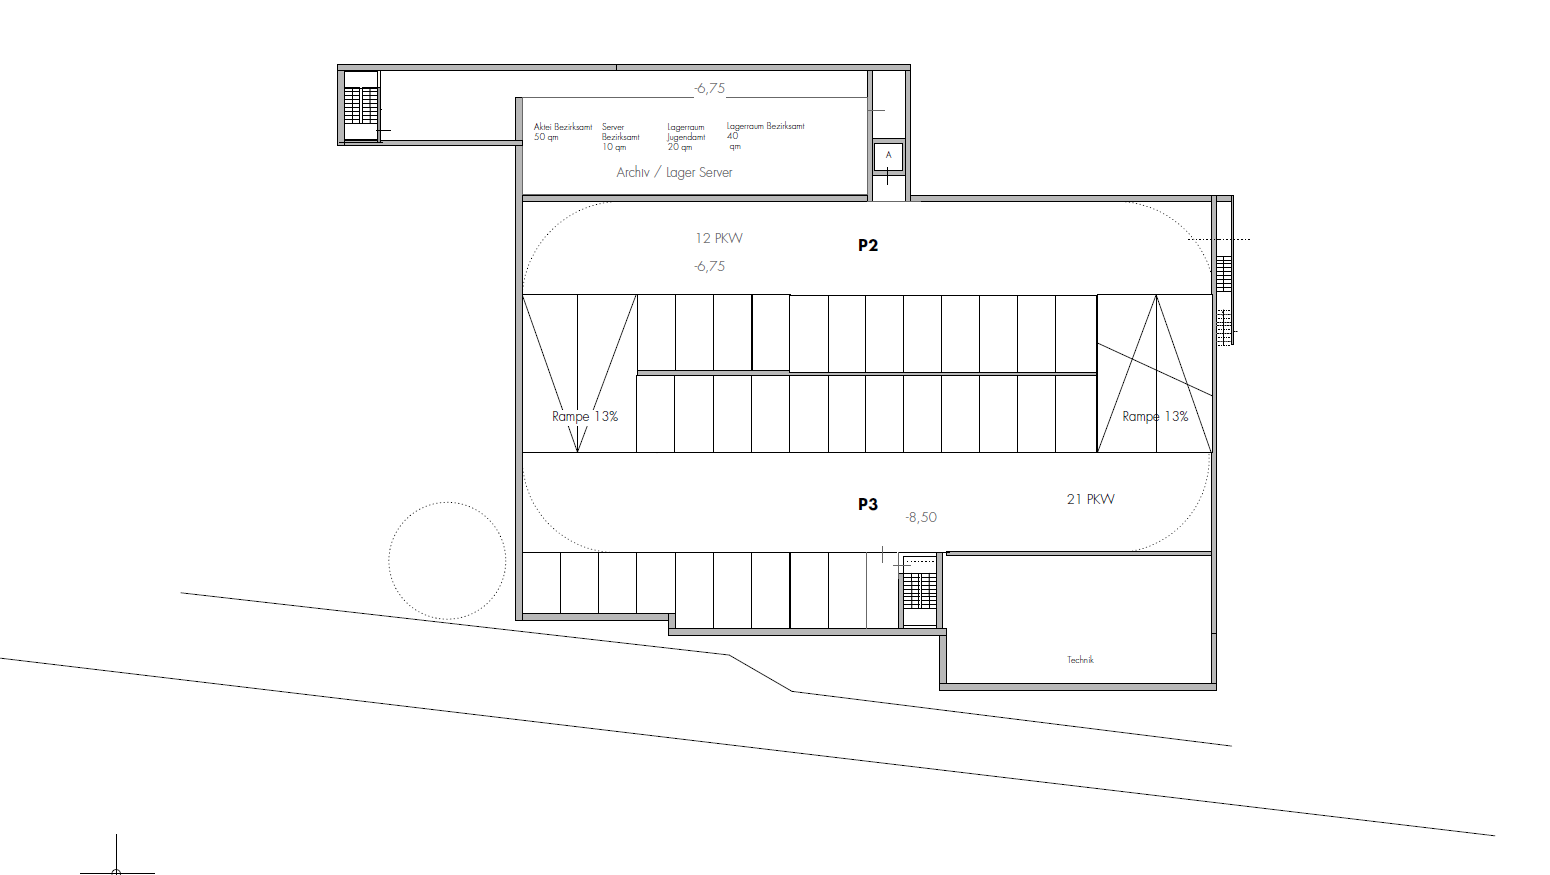 -6,75
Aktei Bezirksamt
50 qm
Server
Bezirksamt
10 qm
Lagerraum
Jugendamt
20 qm
Lagerraum Bezirksamt
40
qm
A
Archiv / Lager Server
12 PKW
P2
-6,75
Rampe 13%
Rampe 13%
P3
21 PKW
-8,50
Technik